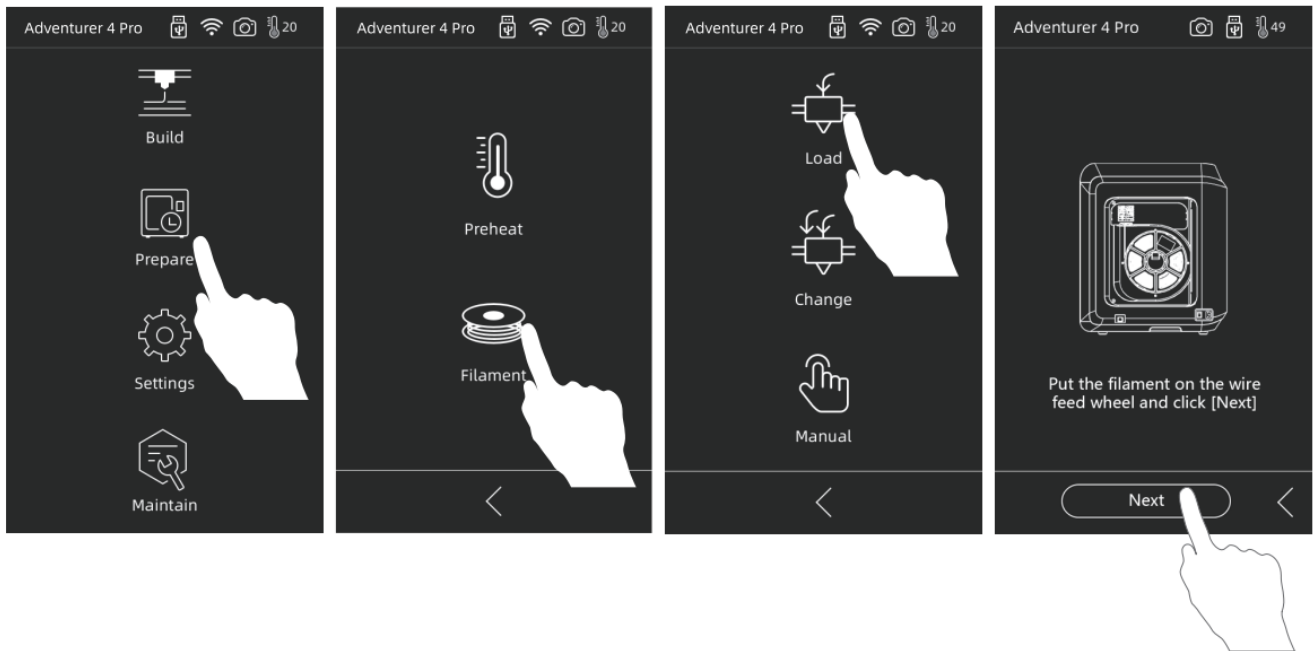 Adventurer 4 Pro 20
Build
Prepare
Settings
Maintain
Adventurer 4 Pro 20
Preheat
Filament
Adventurer 4 Pro 20
Load
Change
Manual
Adventurer 4 Pro 49
Put the filament on the wire
feed wheel and click [Next]
Next